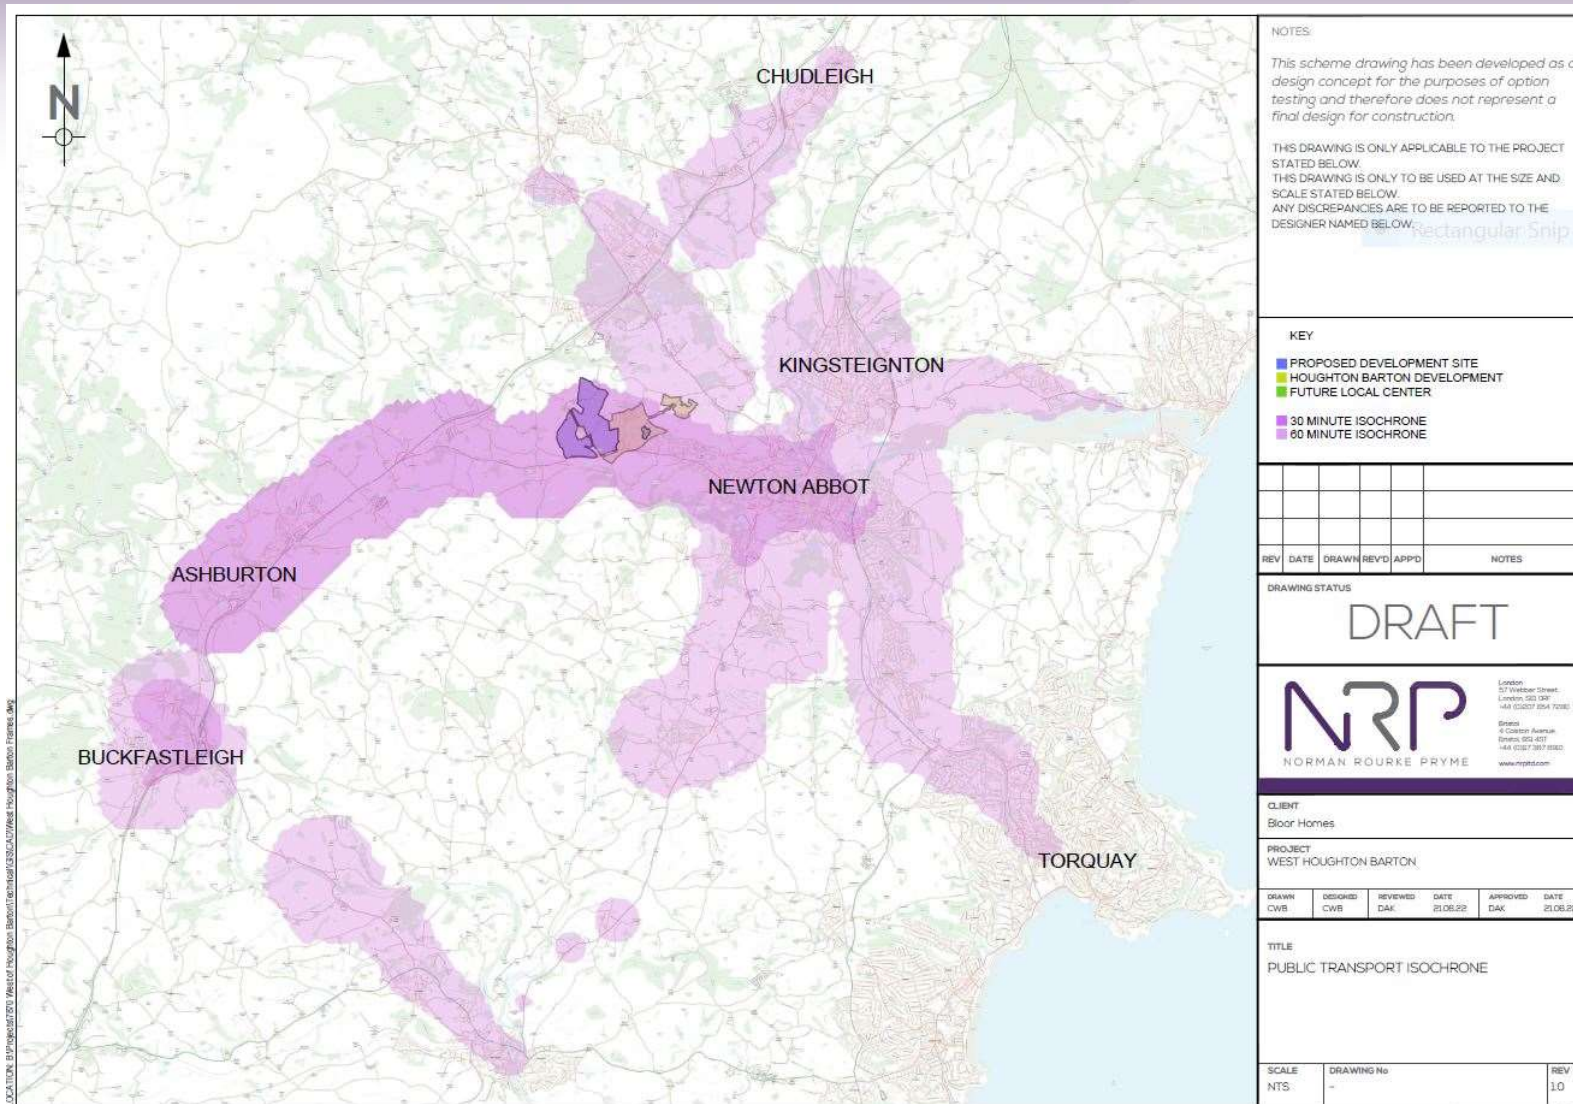 N
CHUDLEIGH
KINGSTEIGNTON
NEWTON ABBOT
ASHBURTON
BUCKFASTLEIGH
TORQUAY
NOTES:
This scheme drawing has been developed as a
design concept for the purposes of option
testing and therefore does not represent a
final design for construction.
THIS DRAWING IS ONLY APPLICABLE TO THE PROJECT
STATED BELOW.
THIS DRAWING IS ONLY TO BE USED AT THE SIZE AND
SCALE STATED BELOW.
ANY DISCREPANCIES ARE TO BE REPORTED TO THE
DESIGNER NAMED BELOW.
Rectangular Snip
KEY
PROPOSED DEVELOPMENT SITE
HOUGHTON BARTON DEVELOPMENT
FUTURE LOCAL CENTER
30 MINUTE ISOCHRONE
60 MINUTE ISOCHRONE
REV DATE DRAWN REV'D APP'D NOTES
DRAWING STATUS
DRAFT
NRP
NORMAN ROURKE PRYME
London
57 Webber Street,
Bristol
CLIENT
Bloor Homes
PROJECT
WEST HOUGHTON BARTON
DRAWN DESIGNED REVIEWED DATE APPROVED DATE
CWB CWB DAK 21.06.22 DAK
TITLE
PUBLIC TRANSPORT ISOCHRONE
SCALE DRAWING No REV
NTS - 1.0